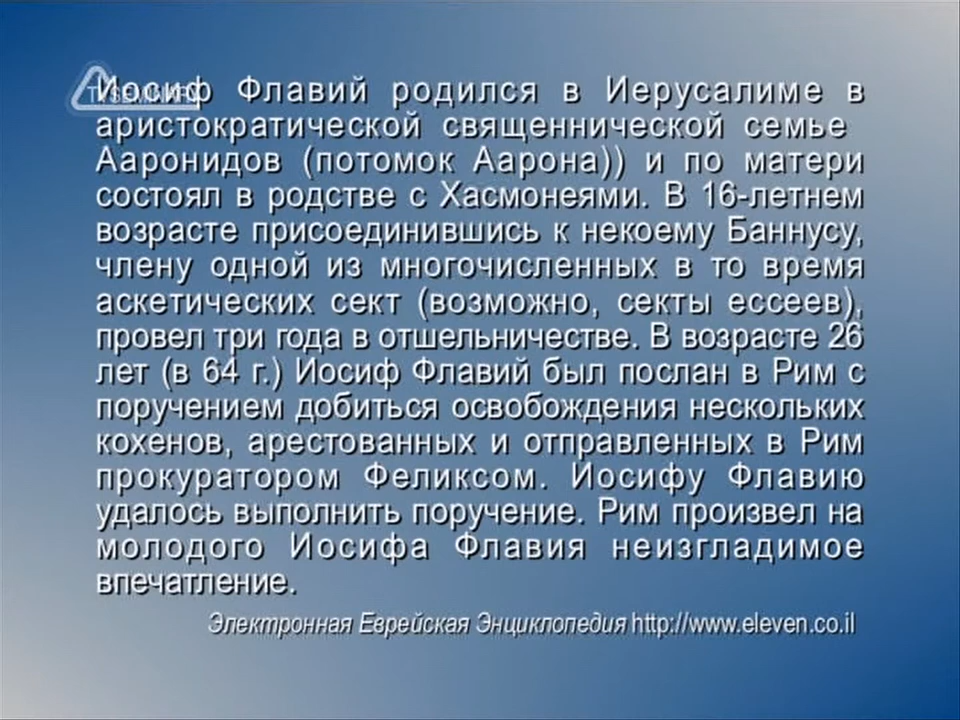 Иосиф Флавий родился в Иерусалиме в
аристократической священнической семье
Ааронидов (потомок Аарона)) и по матери
состоял в родстве с Хасмонеями. В 16-летнем
возрасте присоединившись к некоему Баннусу,
члену одной из многочисленных в то время
аскетических сект (возможно, секты ессеев),
провел три года в отшельничестве. В возрасте 26
лет (в 64 г.) Иосиф Флавий был послан в Рим с
поручением добиться освобождения нескольких
кохенов, арестованных и отправленных в Рим
прокуратором Феликсом. Иосифу Флавию
удалось выполнить поручение. Рим произвел на
молодого Иосифа Флавия неизгладимое
впечатление.
Электронная Еврейская Энциклопедия http://www.eleven.co.il